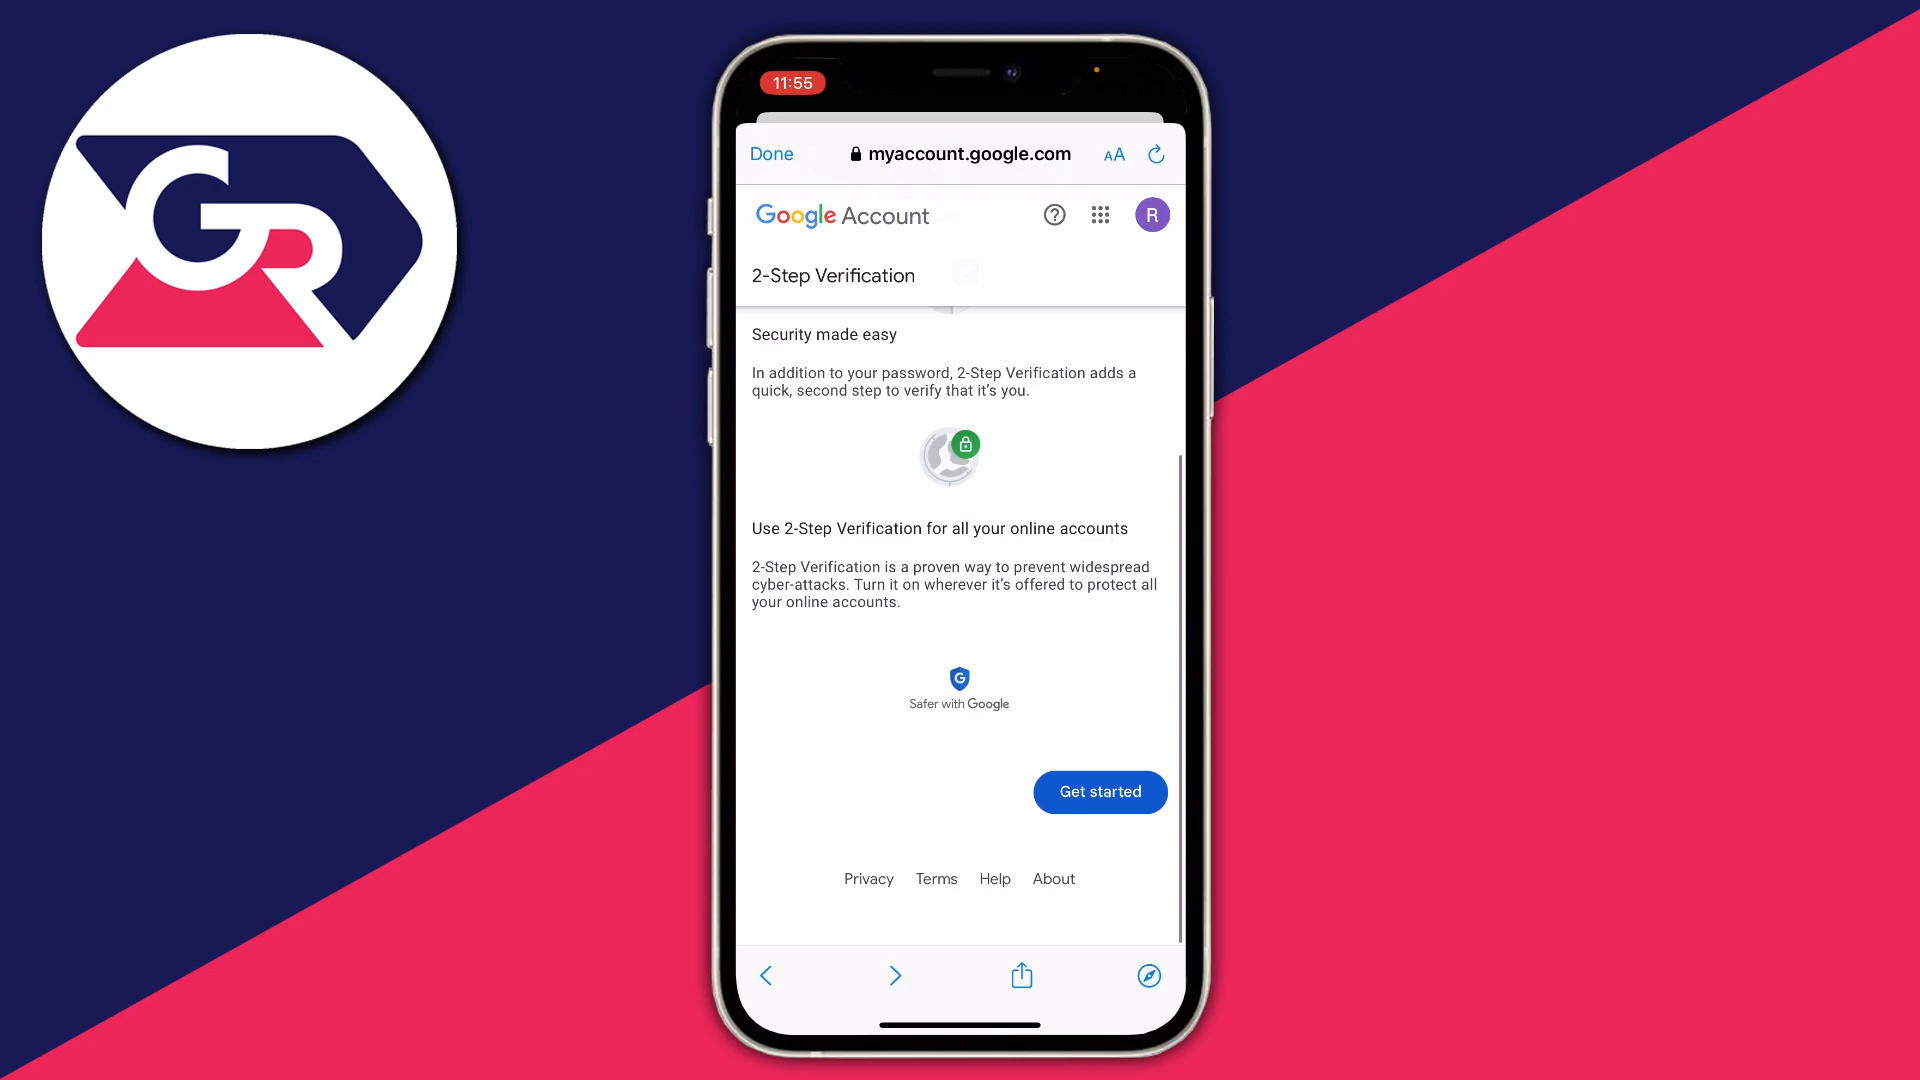 GR
11:55
Done myaccount.google.com AA
Google Account R
2-Step Verification
Security made easy
In addition to your password, 2-Step Verification adds a
quick, second step to verify that it’s you.
Use 2-Step Verification for all your online accounts
2-Step Verification is a proven way to prevent widespread
cyber-attacks. Turn it on wherever it’s offered to protect all
your online accounts.
G
Safer with Google
Get started
Privacy Terms Help About